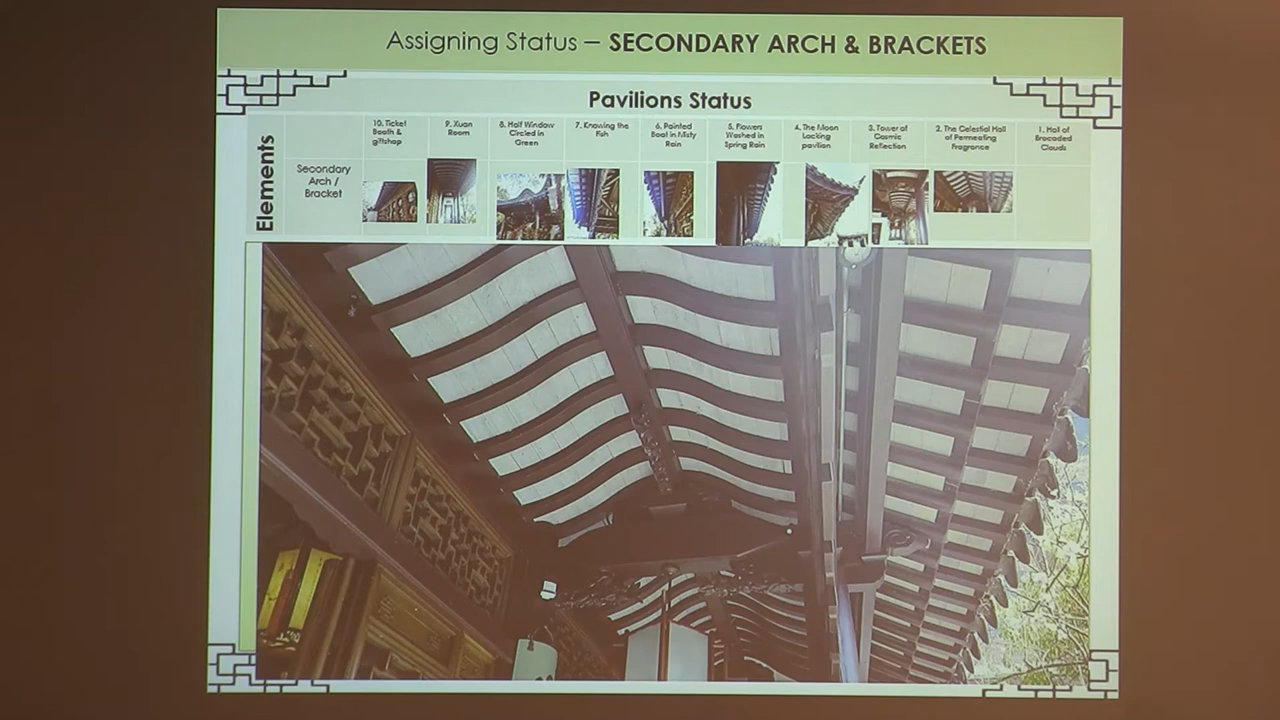 Assigning Status – SECONDARY ARCH & BRACKETS
Pavilions Status
Elements
10. Ticket
Booth &
giftshop
9. Xuan
Room
8. Half Window
Circled in
Green
7. Knowing the
Fish
6. Painted
Boat in Misty
Rain
5. Flowers
Washed in
Spring Rain
4. The Moon
Locking
pavilion
3. Tower of
Cosmic
Reflection
2. The Celestial Hall
of Permeating
Fragrance
1. Hall of
Brocaded
Clouds
Secondary
Arch /
Bracket